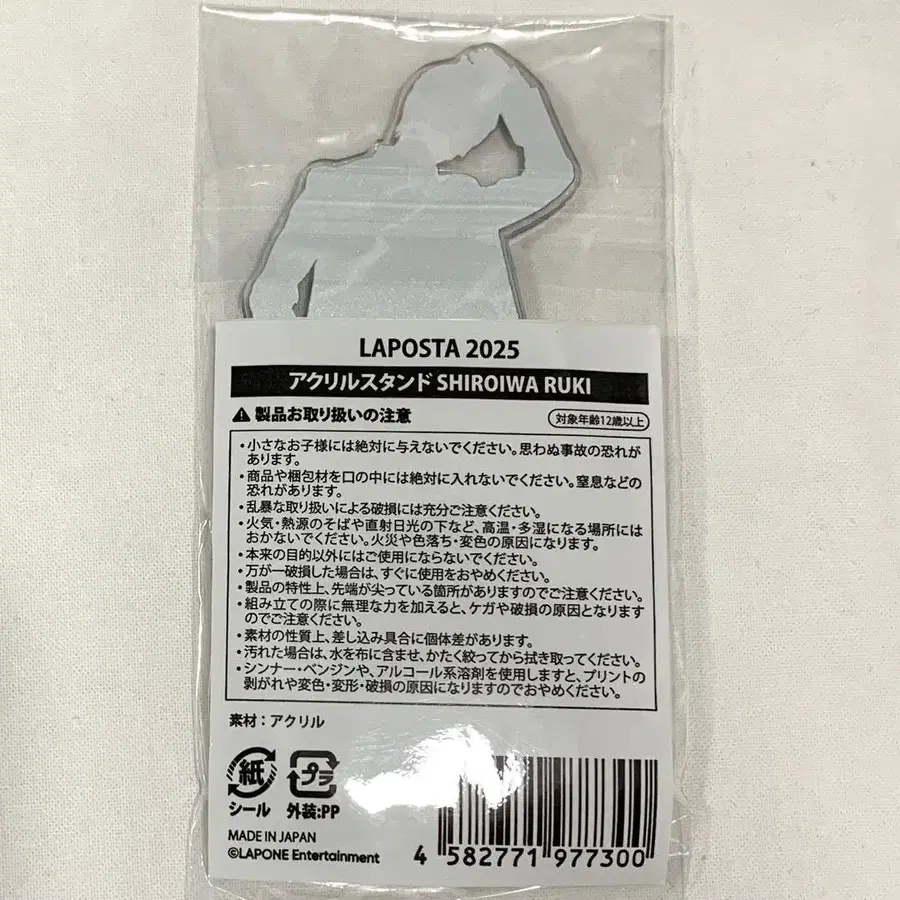 LAPOSTA 2025
アクリルスタンド SHIROIWA RUKI
⚠ 製品お取り扱いの注意
対象年齢12歳以上
・小さなお子様には絶対に与えないでください。思わぬ事故の恐れが
あります。
・商品や梱包材を口の中には絶対に入れないでください。窒息などの
恐れがあります。
・乱暴な取り扱いによる破損には充分ご注意ください。
・火気・熱源のそばや直射日光の下など、高温・多湿になる場所には
おかないでください。火災や色落ち・変色の原因になります。
・本来の目的以外にはご使用にならないでください。
・万が一破損した場合は、すぐに使用をおやめください。
・製品の特性上、先端が尖っている箇所がありますのでご注意ください。
・組み立ての際に無理な力を加えると、ケガや破損の原因となります
のでご注意ください。
・素材の性質上、差し込み具合に個体差があります。
・汚れた場合は、水を布に含ませ、かたく絞ってから拭き取ってください。
・シンナー・ベンジンや、アルコール系溶剤を使用しますと、プリントの
剥がれや変色・変形・破損の原因になりますのでおやめください。
素材：アクリル
紙
シール
プラ
外装:PP
MADE IN JAPAN
©LAPONE Entertainment
4 582771 977300